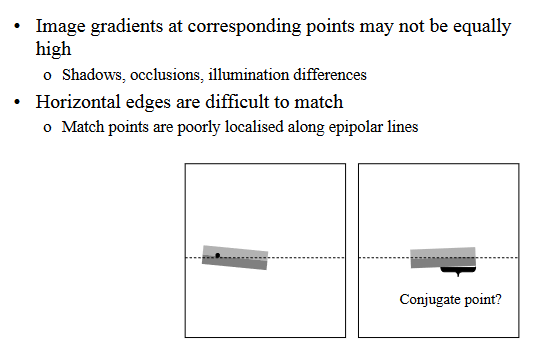 • Image gradients at corresponding points may not be equally
high
o Shadows, occlusions, illumination differences
• Horizontal edges are difficult to match
o Match points are poorly localised along epipolar lines
Conjugate point?